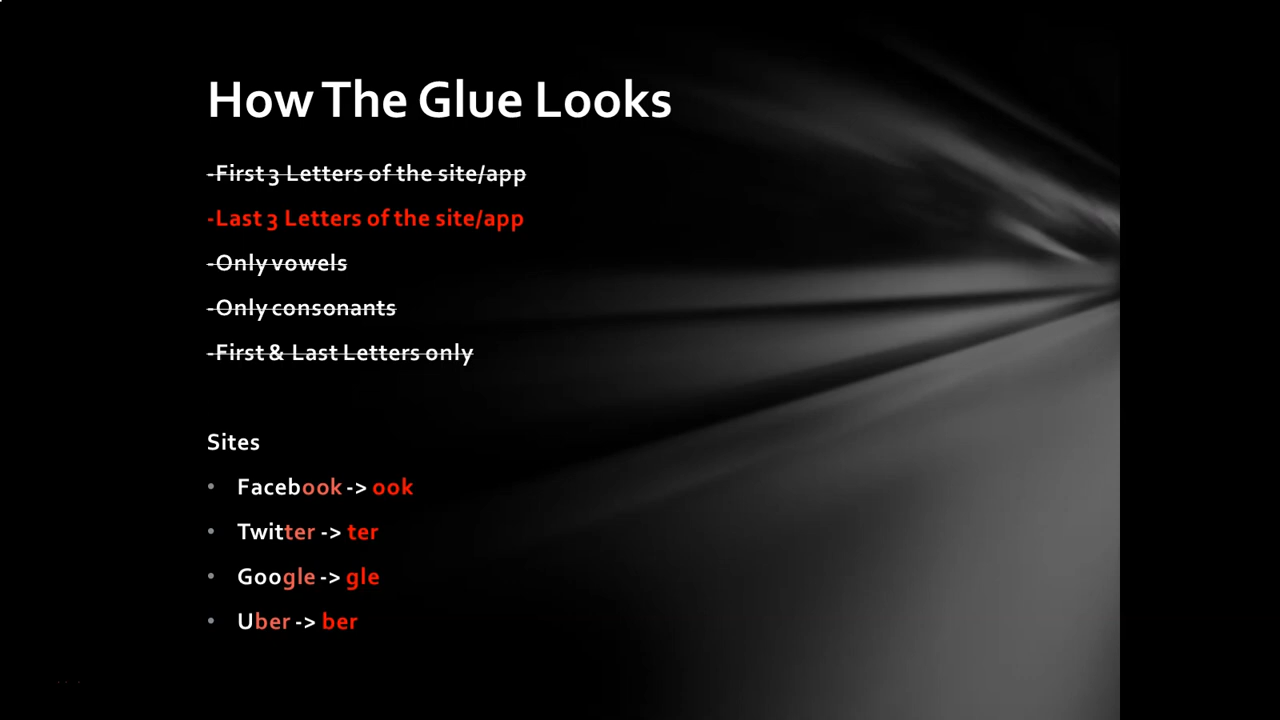 How The Glue Looks
-First 3 Letters of the site/app
-Last 3 Letters of the site/app
-Only vowels
-Only consonants
-First & Last Letters only
Sites
• Facebook -> ook
• Twitter -> ter
• Google -> gle
• Uber -> ber